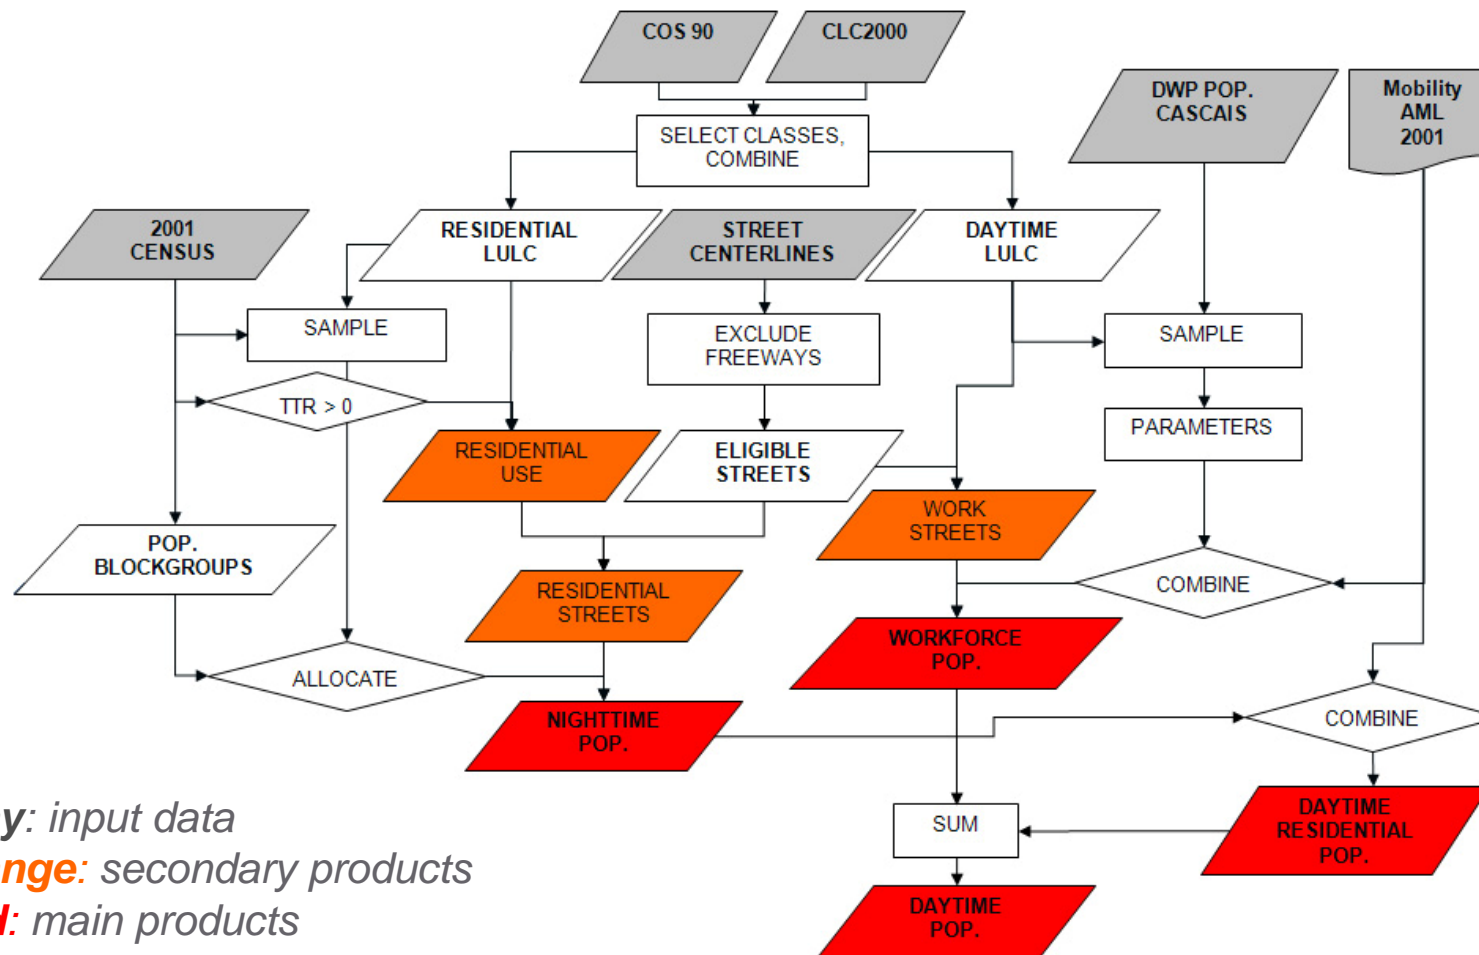 COS 90
CLC2000
DWP POP.
CASCAIS
Mobility
AML
2001
SELECT CLASSES,
COMBINE
2001
CENSUS
RESIDENTIAL
LULC
STREET
CENTERLINES
DAYTIME
LULC
SAMPLE
EXCLUDE
FREEWAYS
SAMPLE
TTR > 0
PARAMETERS
RESIDENTIAL
USE
ELIGIBLE
STREETS
WORK
STREETS
POP.
BLOCKGROUPS
RESIDENTIAL
STREETS
COMBINE
WORKFORCE
POP.
ALLOCATE
NIGHTTIME
POP.
COMBINE
SUM
DAYTIME
RESIDENTIAL
POP.
DAYTIME
POP.
y: input data
nge: secondary products
: main products